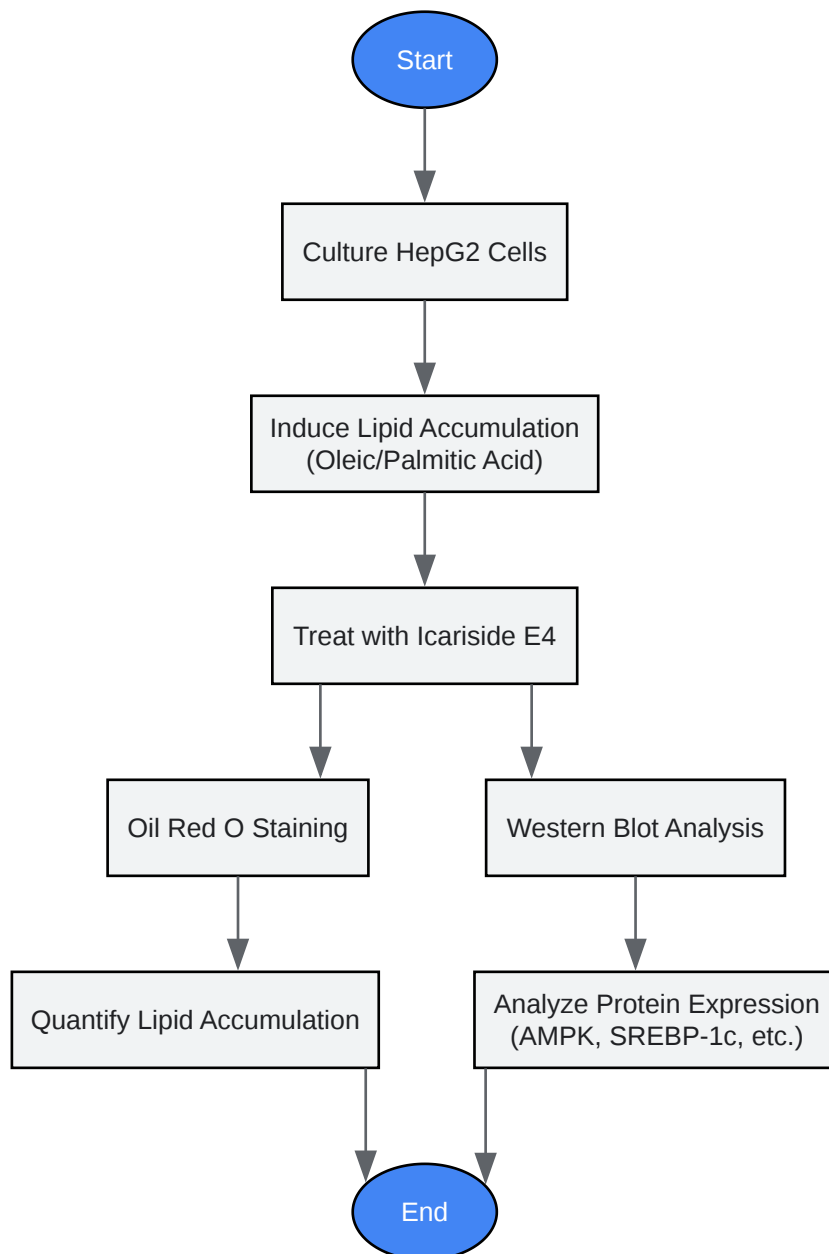 Start
Culture HepG2 Cells
Induce Lipid Accumulation
(Oleic/Palmitic Acid)
Treat with Icariside E4
Oil Red O Staining
Western Blot Analysis
Quantify Lipid Accumulation
Analyze Protein Expression
(AMPK, SREBP-1c, etc.)
End